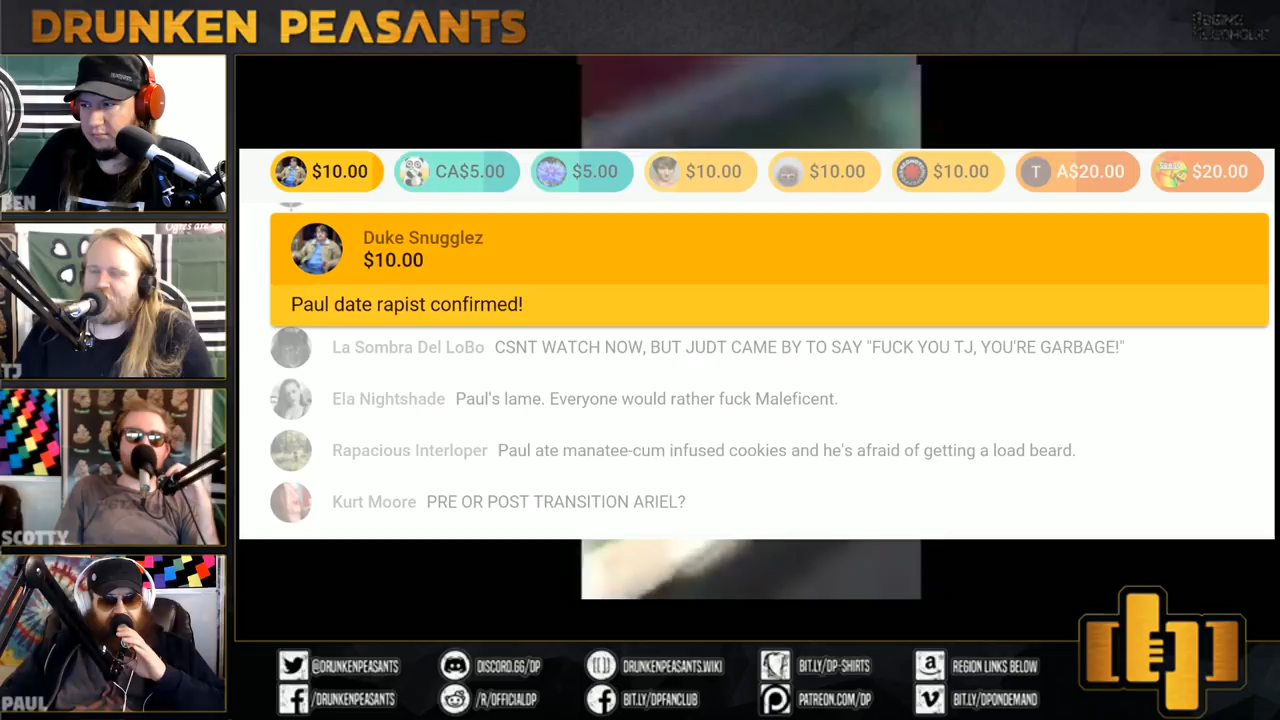 DRUNKEN PEASANTS
BEN
TJ
SCOTTY
PAUL
$10.00
CA$5.00
$5.00
$10.00
$10.00
$10.00
T
A$20.00
$20.00
Duke Snugglez
$10.00
Paul date rapist confirmed!
La Sombra Del LoBo CSNT WATCH NOW, BUT JUDT CAME BY TO SAY "FUCK YOU TJ, YOU'RE GARBAGE!"
Ela Nightshade Paul's lame. Everyone would rather fuck Maleficent.
Rapacious Interloper Paul ate manatee-cum infused cookies and he's afraid of getting a load beard.
Kurt Moore PRE OR POST TRANSITION ARIEL?
@DRUNKENPEASANTS
DISCORD.GG/DP
DRUNKENPEASANTS.WIKI
BIT.LY/DP-SHIRTS
REGION LINKS BELOW
/DRUNKENPEASANTS
/R/OFFICIALDP
BIT.LY/DPFANCLUB
PATREON.COM/DP
BIT.LY/DPONDEMAND